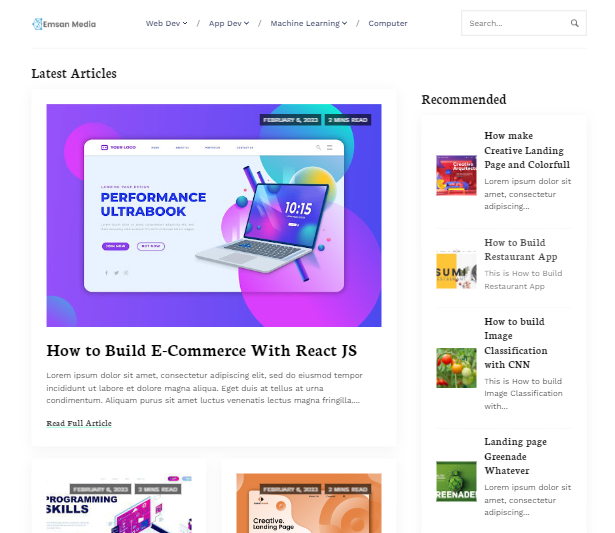 Emsan Media
Web Dev / App Dev / Machine Learning / Computer
Search...
Latest Articles
FEBRUARY 6, 2023 2 MINS READ
YOUR LOGO
LANDING PAGE DESIGN
PERFORMANCE
ULTRABOOK
10:15
How to Build E-Commerce With React JS
Lorem ipsum dolor sit amet, consectetur adipiscing elit, sed do eiusmod tempor
incididunt ut labore et dolore magna aliqua. Eget duis at tellus at urna
condimentum. Aliquam purus sit amet luctus venenatis lectus magna fringilla....
Read Full Article
FEBRUARY 6, 2023 2 MINS READ
PROGRAMMING
SKILLS
FEBRUARY 6, 2023 2 MINS READ
Creative.
Landing Page.
Recommended
How make
Creative Landing
Page and Colorfull
Lorem ipsum dolor sit
amet, consectetur
adipiscing...
How to Build
Restaurant App
This is How to Build
Restaurant App
SUMI
How to build
Image
Classification
with CNN
This is How to build
Image Classification
with...
Landing page
Greenade
Whatever
Lorem ipsum dolor sit
amet, consectetur
adipiscing...
REENADE